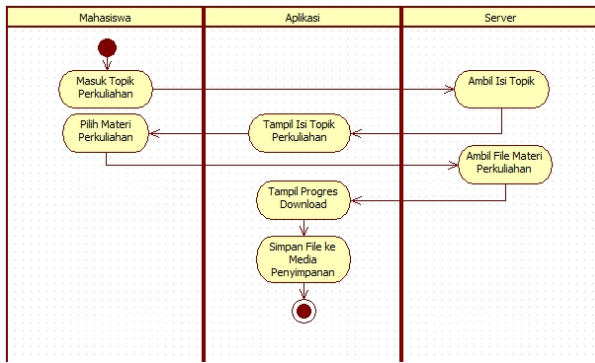 Mahasiswa
Aplikasi
Server
Masuk Topik
Perkuliahan
Ambil Isi Topik
Pilih Materi
Perkuliahan
Tampil Isi Topik
Perkuliahan
Ambil File Materi
Perkuliahan
Tampil Progres
Download
Simpan File ke
Media
Penyimpanan